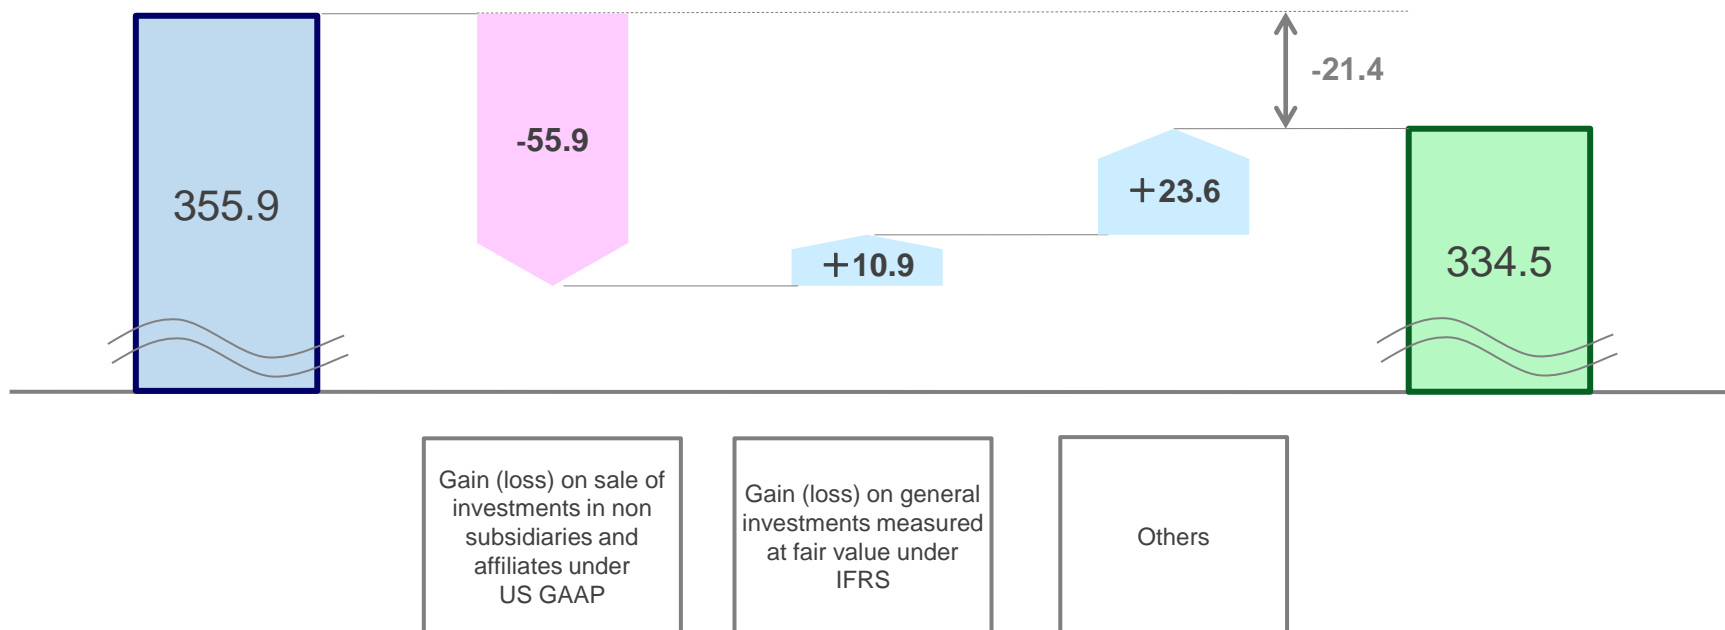 -21.4
-55.9
355.9
+23.6
+10.9
334.5
Gain (loss) on sale of
investments in non
subsidiaries and
affiliates under
US GAAP
Gain (loss) on general
investments measured
at fair value under
IFRS
Others